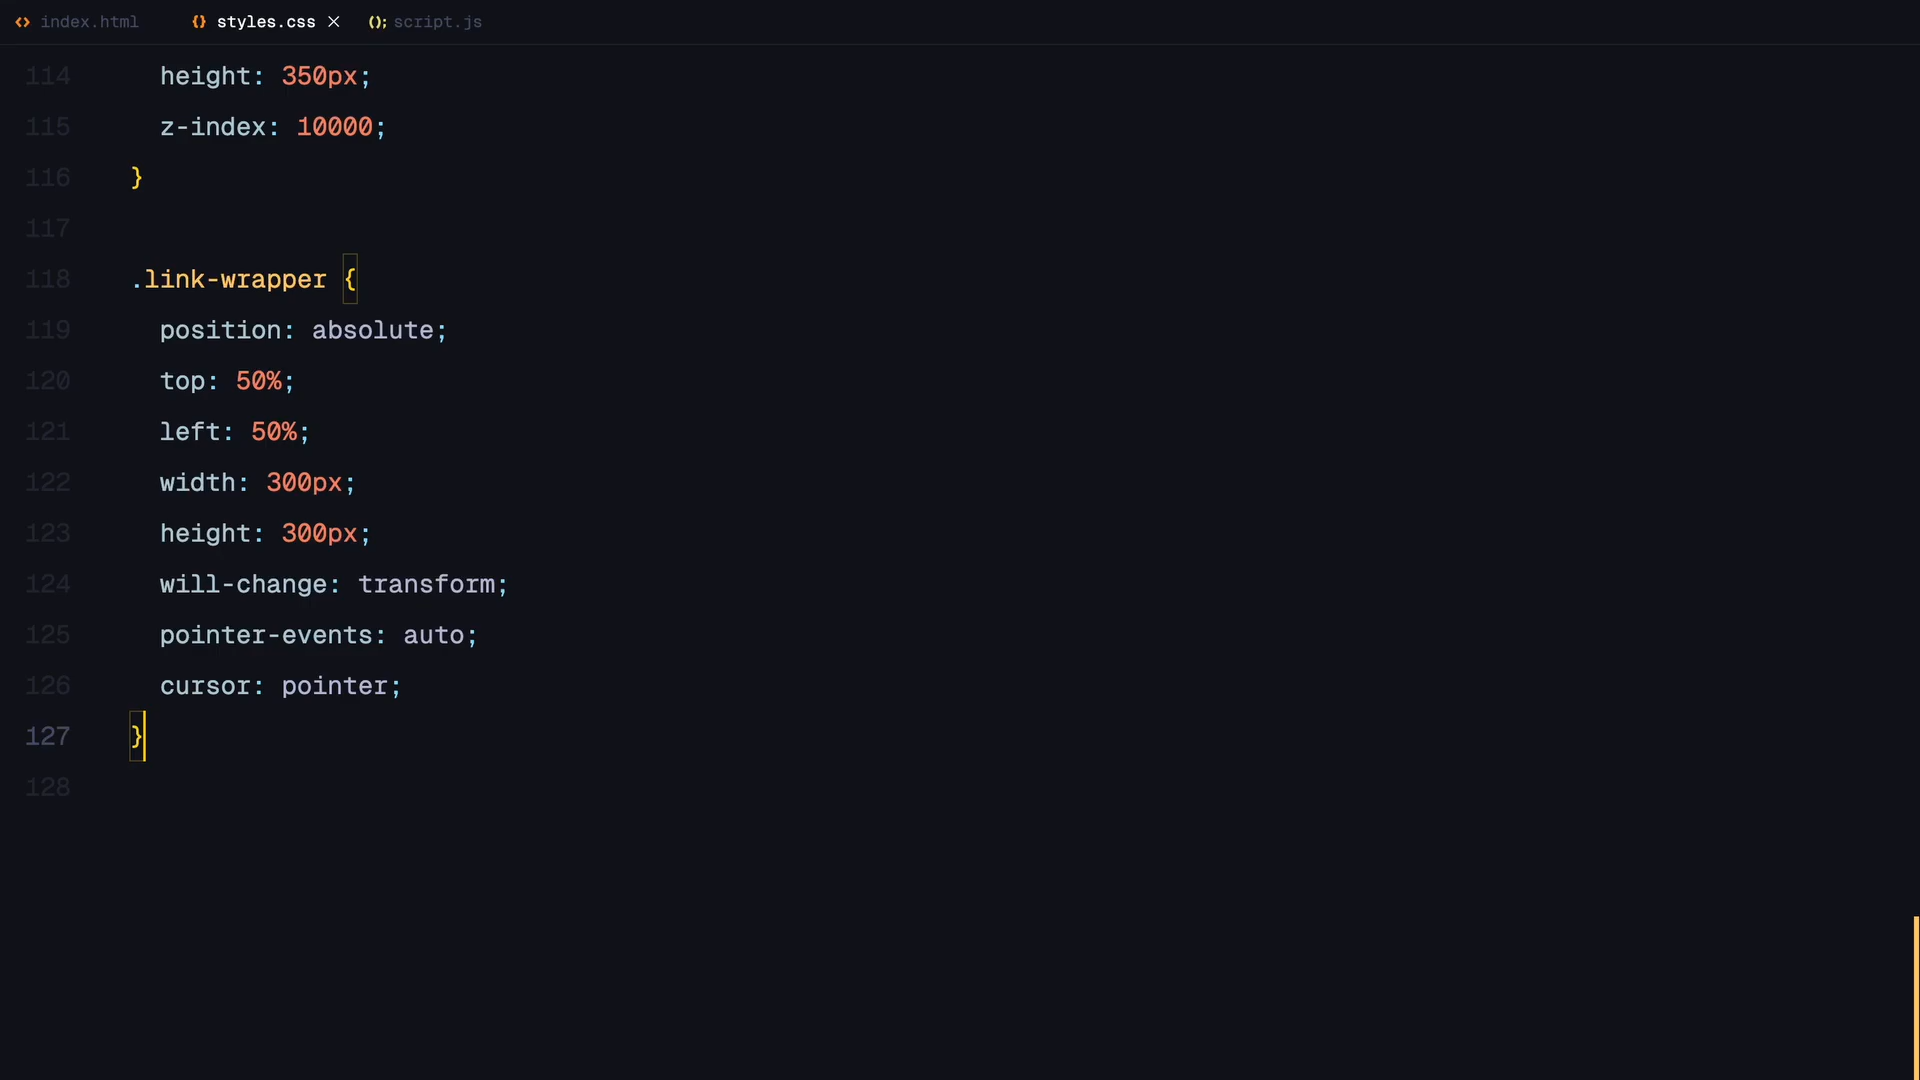 index.html
styles.css
script.js
114 height: 350px;
115 z-index: 10000;
116 }
117
118 .link-wrapper {
119 position: absolute;
120 top: 50%;
121 left: 50%;
122 width: 300px;
123 height: 300px;
124 will-change: transform;
125 pointer-events: auto;
126 cursor: pointer;
127 }
128